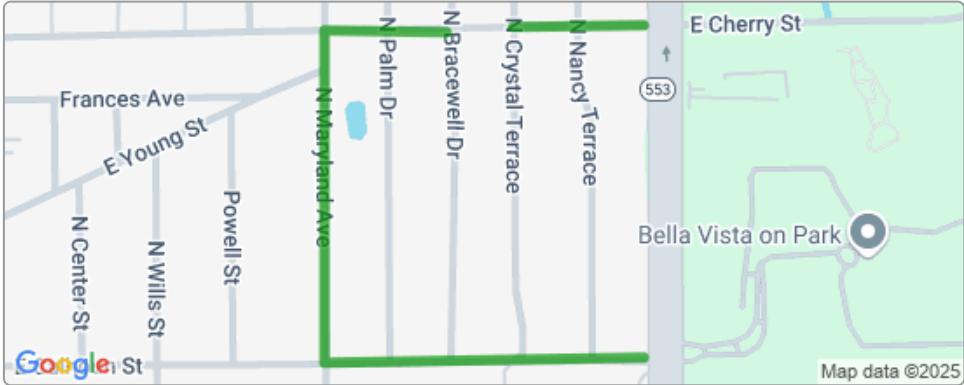 E Cherry St
553
Frances Ave
E Young St
N Palm Dr
N Bracewell Dr
N Crystal Terrace
N Nancy Terrace
N Maryland Ave
Powell St
N Center St
N Wills St
Bella Vista on Park
Google
St
Map data ©2025